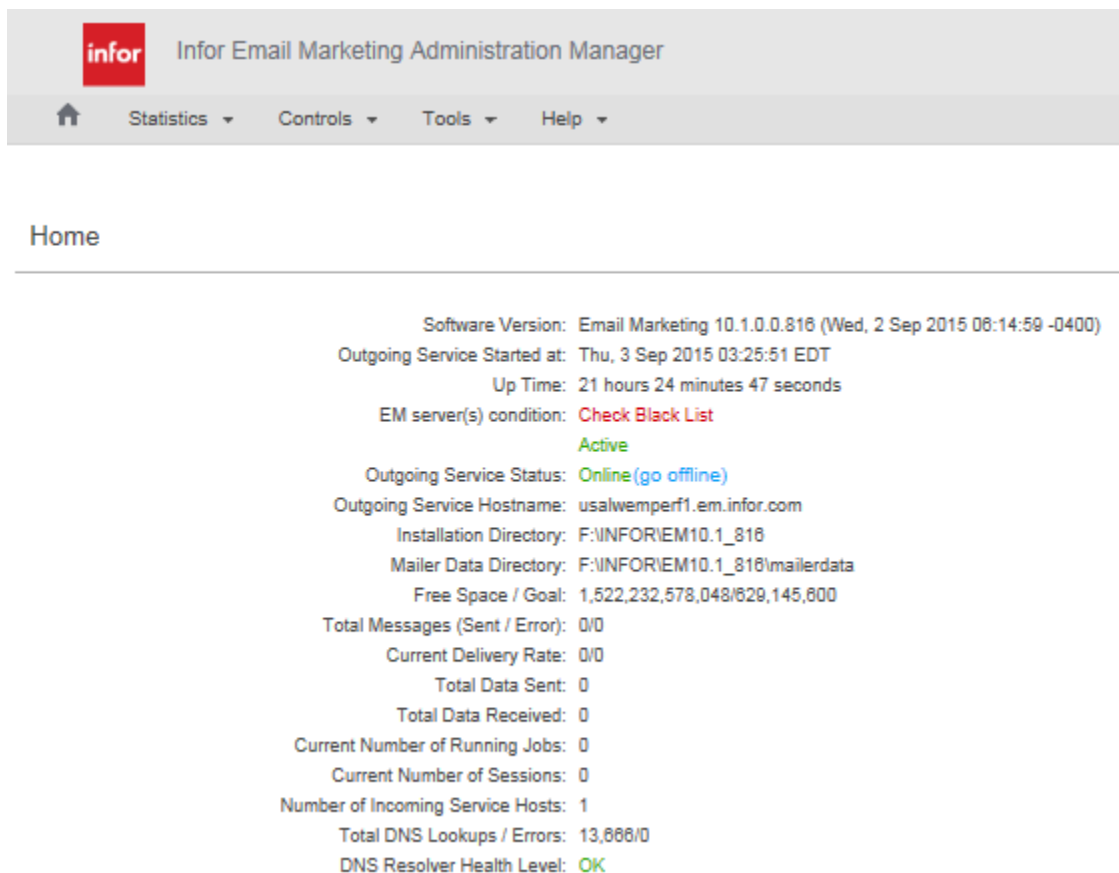 infor Infor Email Marketing Administration Manager
Statistics Controls Tools Help
Home
Software Version: Email Marketing 10.1.0.0.816 (Wed, 2 Sep 2015 06:14:59 -0400)
Outgoing Service Started at: Thu, 3 Sep 2015 03:25:51 EDT
Up Time: 21 hours 24 minutes 47 seconds
EM server(s) condition: Check Black List
Active
Outgoing Service Status: Online(go offline)
Outgoing Service Hostname: usalwemperf1.em.infor.com
Installation Directory: F:\INFOR\EM10.1_816
Mailer Data Directory: F:\INFOR\EM10.1_816\mailerdata
Free Space / Goal: 1,522,232,578,048/629,145,600
Total Messages (Sent / Error): 0/0
Current Delivery Rate: 0/0
Total Data Sent: 0
Total Data Received: 0
Current Number of Running Jobs: 0
Current Number of Sessions: 0
Number of Incoming Service Hosts: 1
Total DNS Lookups / Errors: 13,666/0
DNS Resolver Health Level: OK